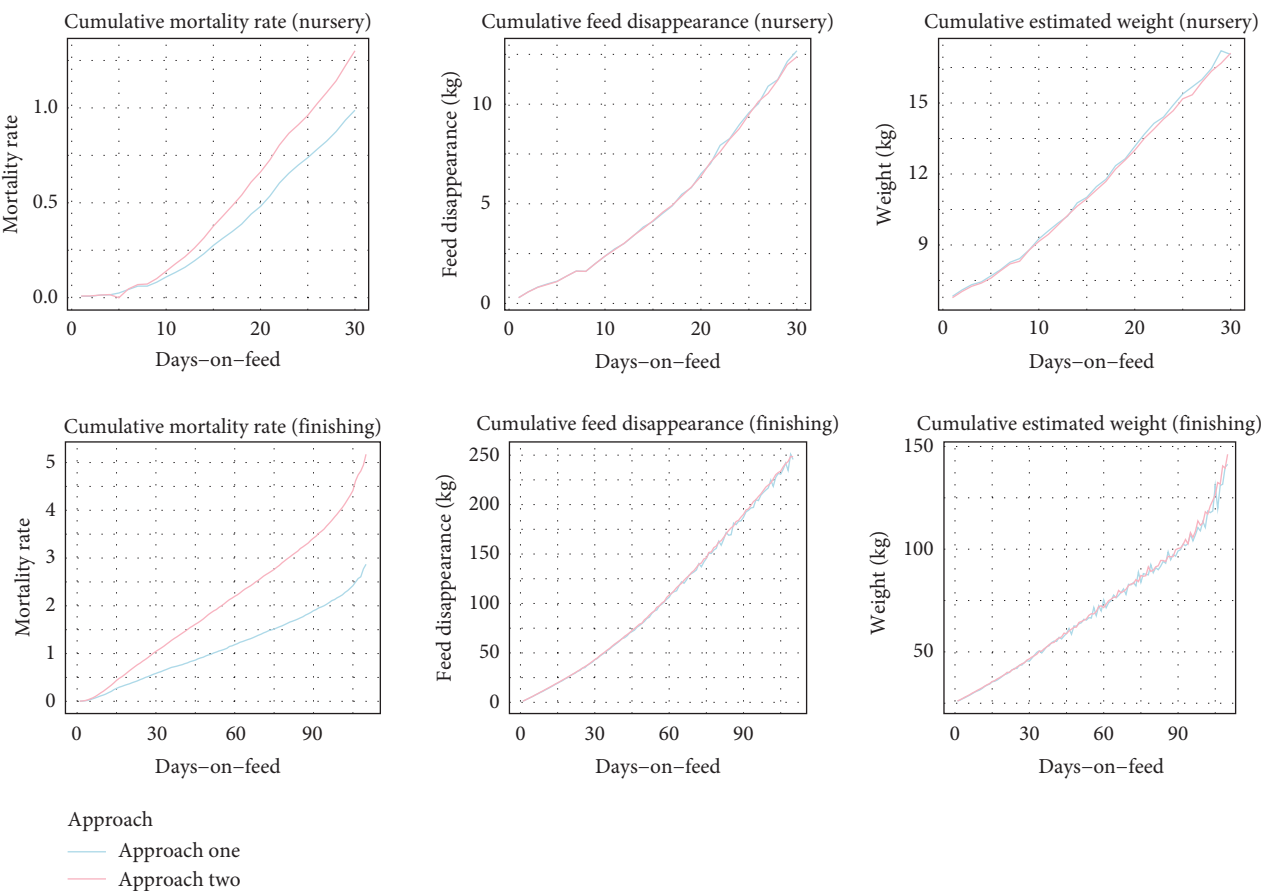 Cumulative mortality rate (nursery)
Mortality rate
1.0
0.5
0.0
0 10 20 30
Days−on−feed
Cumulative feed disappearance (nursery)
Feed disappearance (kg)
10
5
0
0 10 20 30
Days−on−feed
Cumulative estimated weight (nursery)
Weight (kg)
15
12
9
0 10 20 30
Days−on−feed
Cumulative mortality rate (finishing)
Mortality rate
5
4
3
2
1
0
0 30 60 90
Days−on−feed
Cumulative feed disappearance (finishing)
Feed disappearance (kg)
250
200
150
100
50
0
0 30 60 90
Days−on−feed
Cumulative estimated weight (finishing)
Weight (kg)
150
100
50
0 30 60 90
Days−on−feed
Approach
Approach one
Approach two